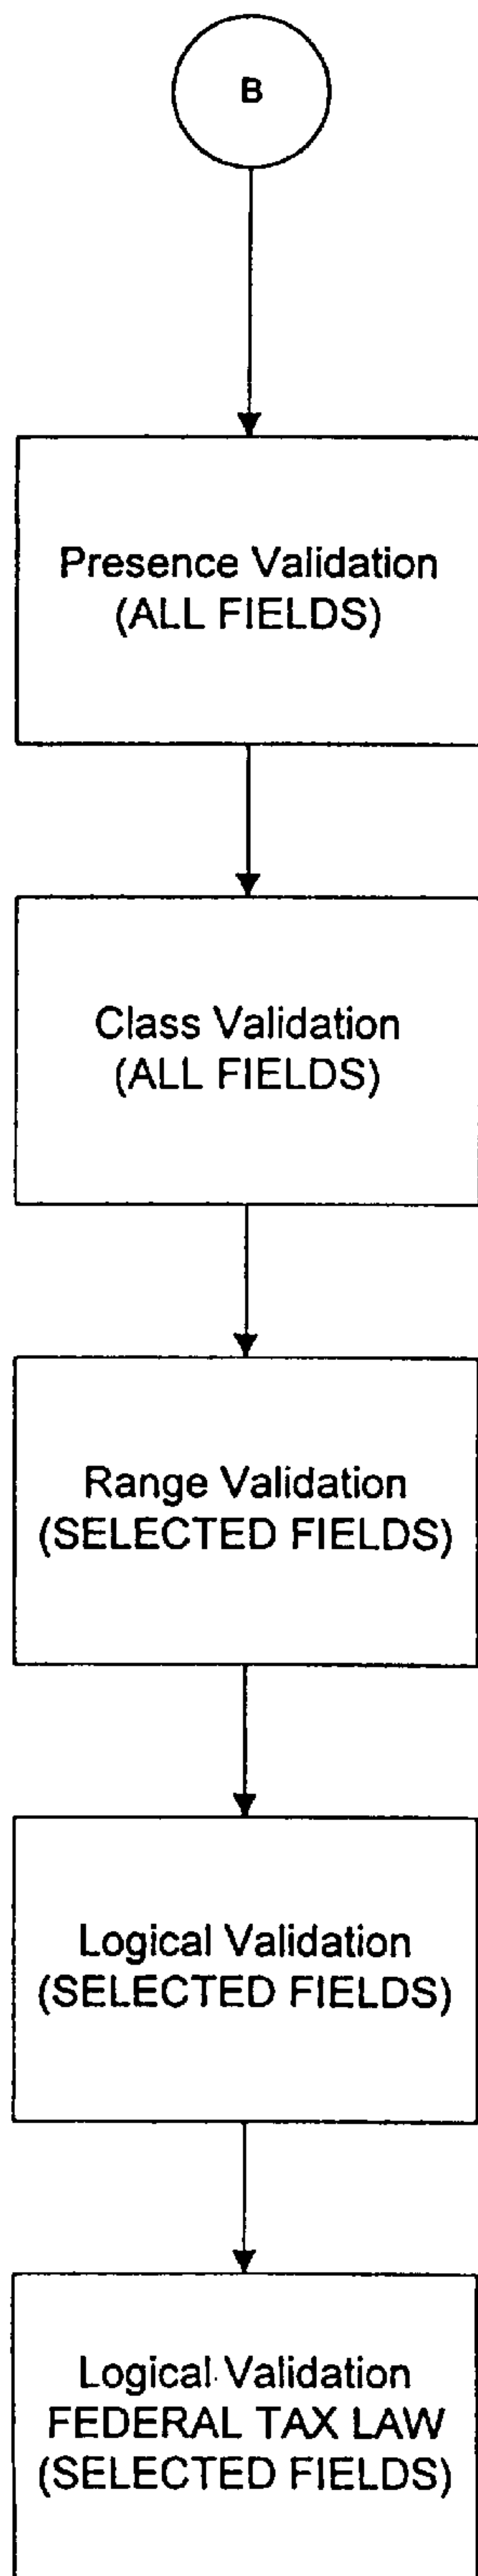 B
Presence Validation
(ALL FIELDS)
Class Validation
(ALL FIELDS)
Range Validation
(SELECTED FIELDS)
Logical Validation
(SELECTED FIELDS)
Logical Validation
FEDERAL TAX LAW
(SELECTED FIELDS)